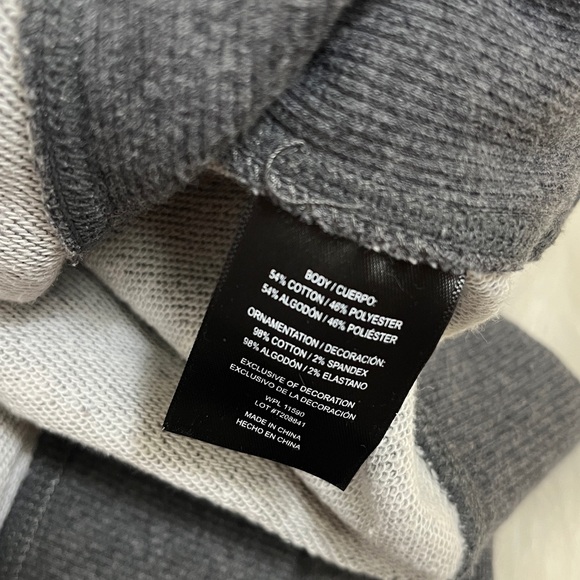 BODY / CUERPO:
54% COTTON / 46% POLYESTER
54% ALGODÓN / 46% POLIÉSTER
ORNAMENTATION / DECORACIÓN:
98% COTTON / 2% SPANDEX
98% ALGODÓN / 2% ELASTANO
EXCLUSIVE OF DECORATION
EXCLUSIVO DE LA DECORACIÓN
WPL 11590
LOT #T208841
MADE IN CHINA
HECHO EN CHINA